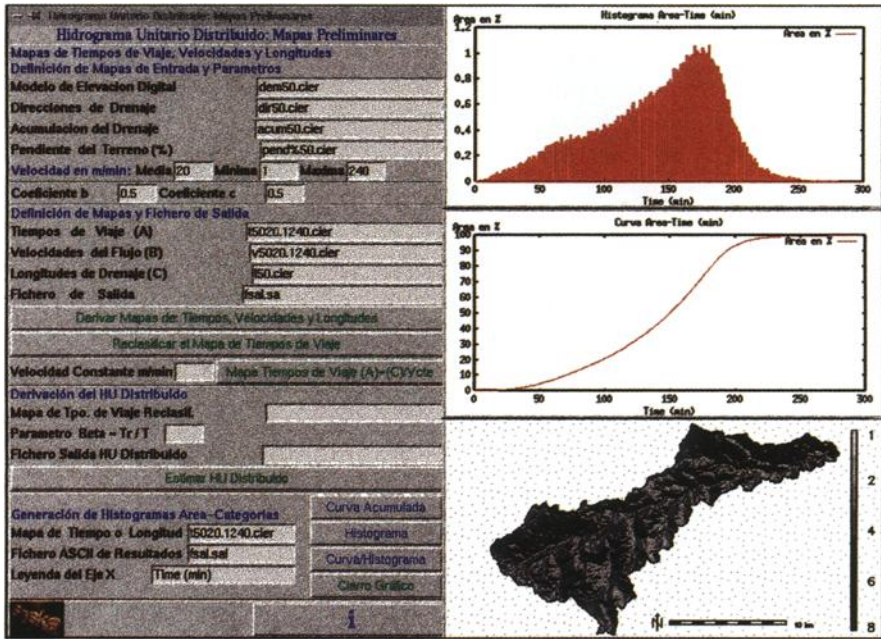 Hidrograma Unitario Distribuido: Mapas Preliminares
Hidrograma Unitario Distribuido: Mapas Preliminares
Mapas de Tiempos de Viaje, Velocidades y Longitudes
Definición de Mapas de Entrada y Parametros
Modelo de Elevacion Digital dem50.cier
Direcciones de Drenaje dir50.cier
Acumulacion del Drenaje acum50.cier
Pendiente del Terreno (%) pend%50.cier
Velocidad en m/min: Media 20 Minima 1 Maxima 240
Coeficiente b 0.5 Coeficiente c 0.5
Definición de Mapas y Fichero de Salida
Tiempos de Viaje (A) t5020.1240.cier
Velocidades del Flujo (B) v5020.1240.cier
Longitudes de Drenaje (C) l50.cier
Fichero de Salida fsal.sa
Derivar Mapas de: Tiempos, Velocidades y Longitudes
Reclasificar el Mapa de Tiempos de Viaje
Velocidad Constante m/min Mapa Tiempos de Viaje (A)=(C)/Vcte
Derivación del HU Distribuido
Mapa de Tpo. de Viaje Reclasif.
Parametro Beta = Tr / T
Fichero Salida HU Distribuido
Estimar HU Distribuido
Generación de Histogramas Area-Categorias
Mapa de Tiempo o Longitud t5020.1240.cier
Fichero ASCII de Resultados fsal.sal
Leyenda del Eje X Time (min)
Curva Acumulada
Histograma
Curva/Histograma
Cierro Gráfico
i
Area en %
Histograma Area-Time (min)
Area en %
1,2
1
0,8
0,6
0,4
0,2
0
0 50 100 150 200 250 300
Time (min)
Area en %
Curva Area-Time (min)
Area en %
100
90
80
70
60
50
40
30
20
10
0
0 50 100 150 200 250 300
Time (min)
1
2
4
6
8
N
10 km